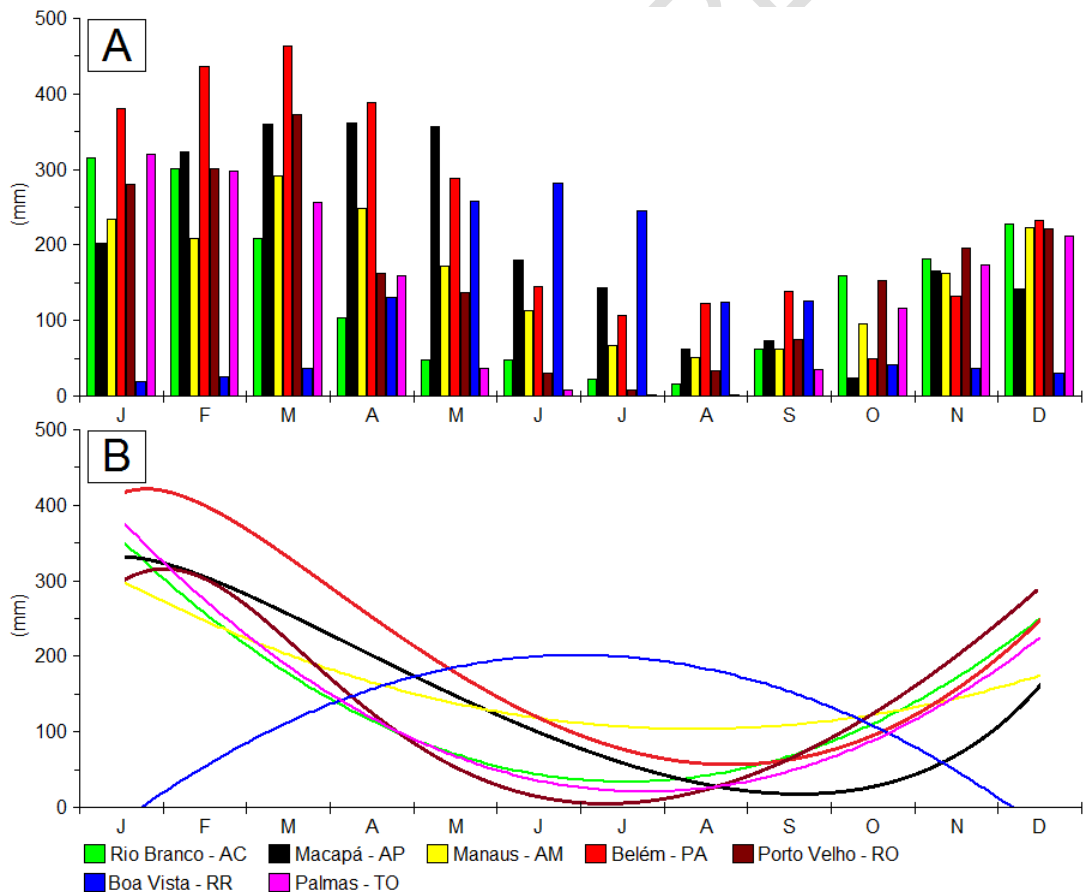 500
A
400
300
(mm)
200
100
0
J F M A M J J A S O N D
500
B
400
300
(mm)
200
100
0
J F M A M J J A S O N D
Rio Branco - AC Macapá - AP Manaus - AM Belém - PA Porto Velho - RO
Boa Vista - RR Palmas - TO